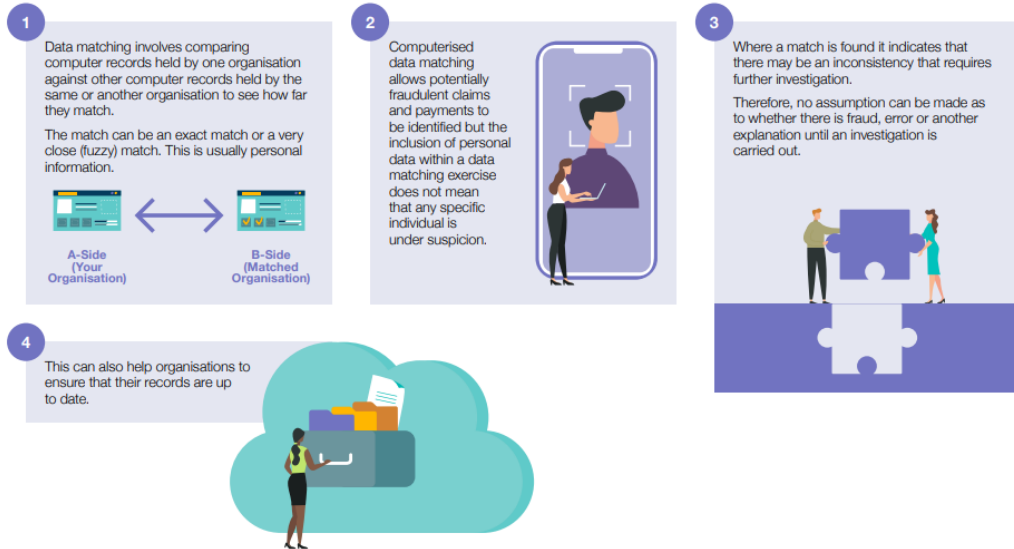 1
Data matching involves comparing
computer records held by one organisation
against other computer records held by the
same or another organisation to see how far
they match.
The match can be an exact match or a very
close (fuzzy) match. This is usually personal
information.
A-Side
(Your
Organisation)
B-Side
(Matched
Organisation)
2
Computerised
data matching
allows potentially
fraudulent claims
and payments to
be identified but the
inclusion of personal
data within a data
matching exercise
does not mean
that any specific
individual is
under suspicion.
3
Where a match is found it indicates that
there may be an inconsistency that requires
further investigation.
Therefore, no assumption can be made as
to whether there is fraud, error or another
explanation until an investigation is
carried out.
4
This can also help organisations to
ensure that their records are up
to date.